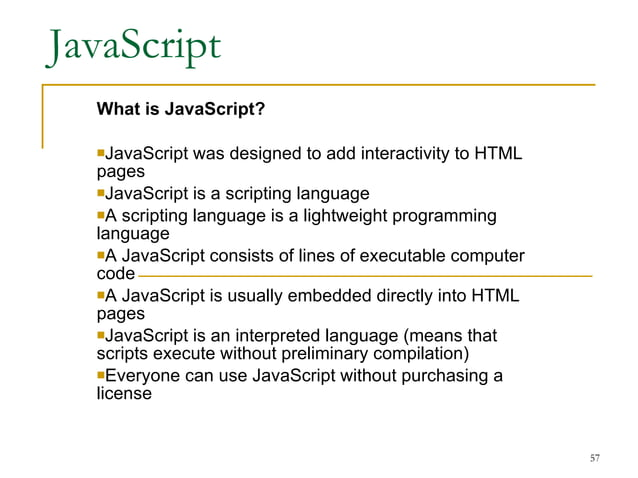 JavaScript
What is JavaScript?
■JavaScript was designed to add interactivity to HTML
pages
■JavaScript is a scripting language
■A scripting language is a lightweight programming
language
■A JavaScript consists of lines of executable computer
code
■A JavaScript is usually embedded directly into HTML
pages
■JavaScript is an interpreted language (means that
scripts execute without preliminary compilation)
■Everyone can use JavaScript without purchasing a
license
57